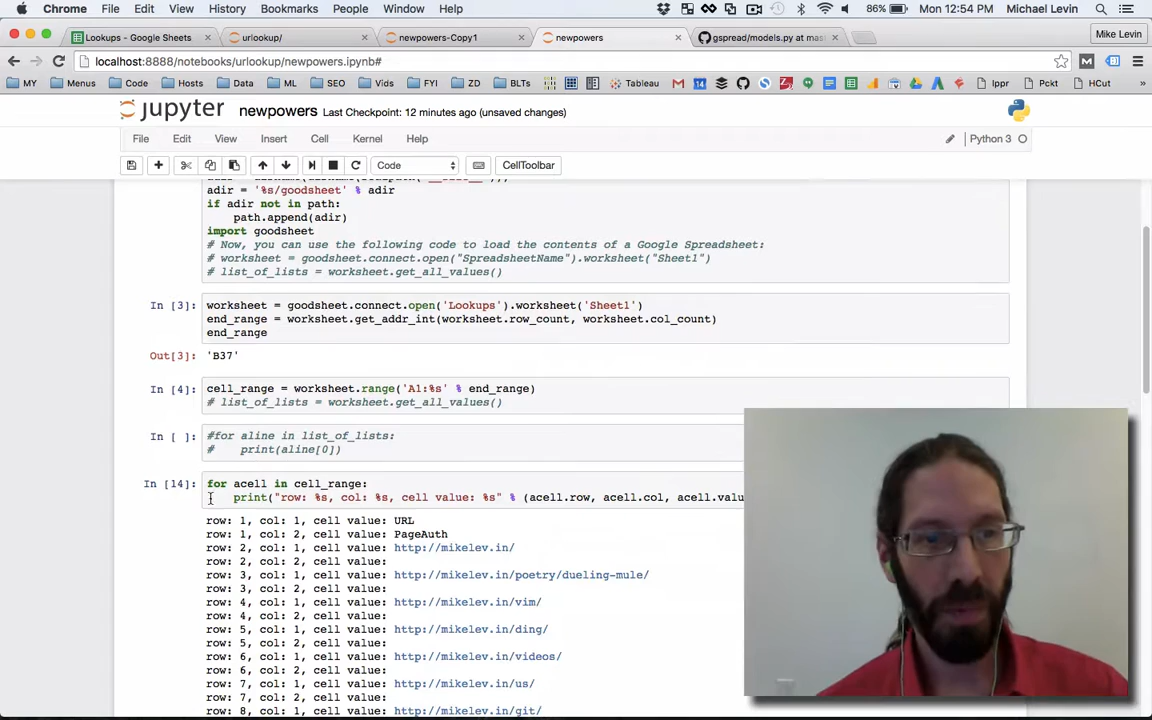 Chrome File Edit View History Bookmarks People Window Help 86% Mon 12:54 PM Michael Levin
Lookups - Google Sheets urlookup/ newpowers-Copy1 newpowers gspread/models.py at mas Mike Levin
localhost:8888/notebooks/urlookup/newpowers.ipynb#
MY Menus Code Hosts Data ML SEO Vids FYI ZD BLTs Tableau Ippr Pckt HCut »
jupyter newpowers Last Checkpoint: 12 minutes ago (unsaved changes)
File Edit View Insert Cell Kernel Help Python 3
Code CellToolbar
adir = '%s/goodsheet' % adir
if adir not in path:
path.append(adir)
import goodsheet
# Now, you can use the following code to load the contents of a Google Spreadsheet:
# worksheet = goodsheet.connect.open("SpreadsheetName").worksheet("Sheet1")
# list_of_lists = worksheet.get_all_values()
In [3]: worksheet = goodsheet.connect.open('Lookups').worksheet('Sheet1')
end_range = worksheet.get_addr_int(worksheet.row_count, worksheet.col_count)
end_range
Out[3]: 'B37'
In [4]: cell_range = worksheet.range('A1:%s' % end_range)
# list_of_lists = worksheet.get_all_values()
In [ ]: #for aline in list_of_lists:
# print(aline[0])
In [14]: for acell in cell_range:
print("row: %s, col: %s, cell value: %s" % (acell.row, acell.col, acell.valu
row: 1, col: 1, cell value: URL
row: 1, col: 2, cell value: PageAuth
row: 2, col: 1, cell value: http://mikelev.in/
row: 2, col: 2, cell value:
row: 3, col: 1, cell value: http://mikelev.in/poetry/dueling-mule/
row: 3, col: 2, cell value:
row: 4, col: 1, cell value: http://mikelev.in/vim/
row: 4, col: 2, cell value:
row: 5, col: 1, cell value: http://mikelev.in/ding/
row: 5, col: 2, cell value:
row: 6, col: 1, cell value: http://mikelev.in/videos/
row: 6, col: 2, cell value:
row: 7, col: 1, cell value: http://mikelev.in/us/
row: 7, col: 2, cell value:
row: 8, col: 1, cell value: http://mikelev.in/git/